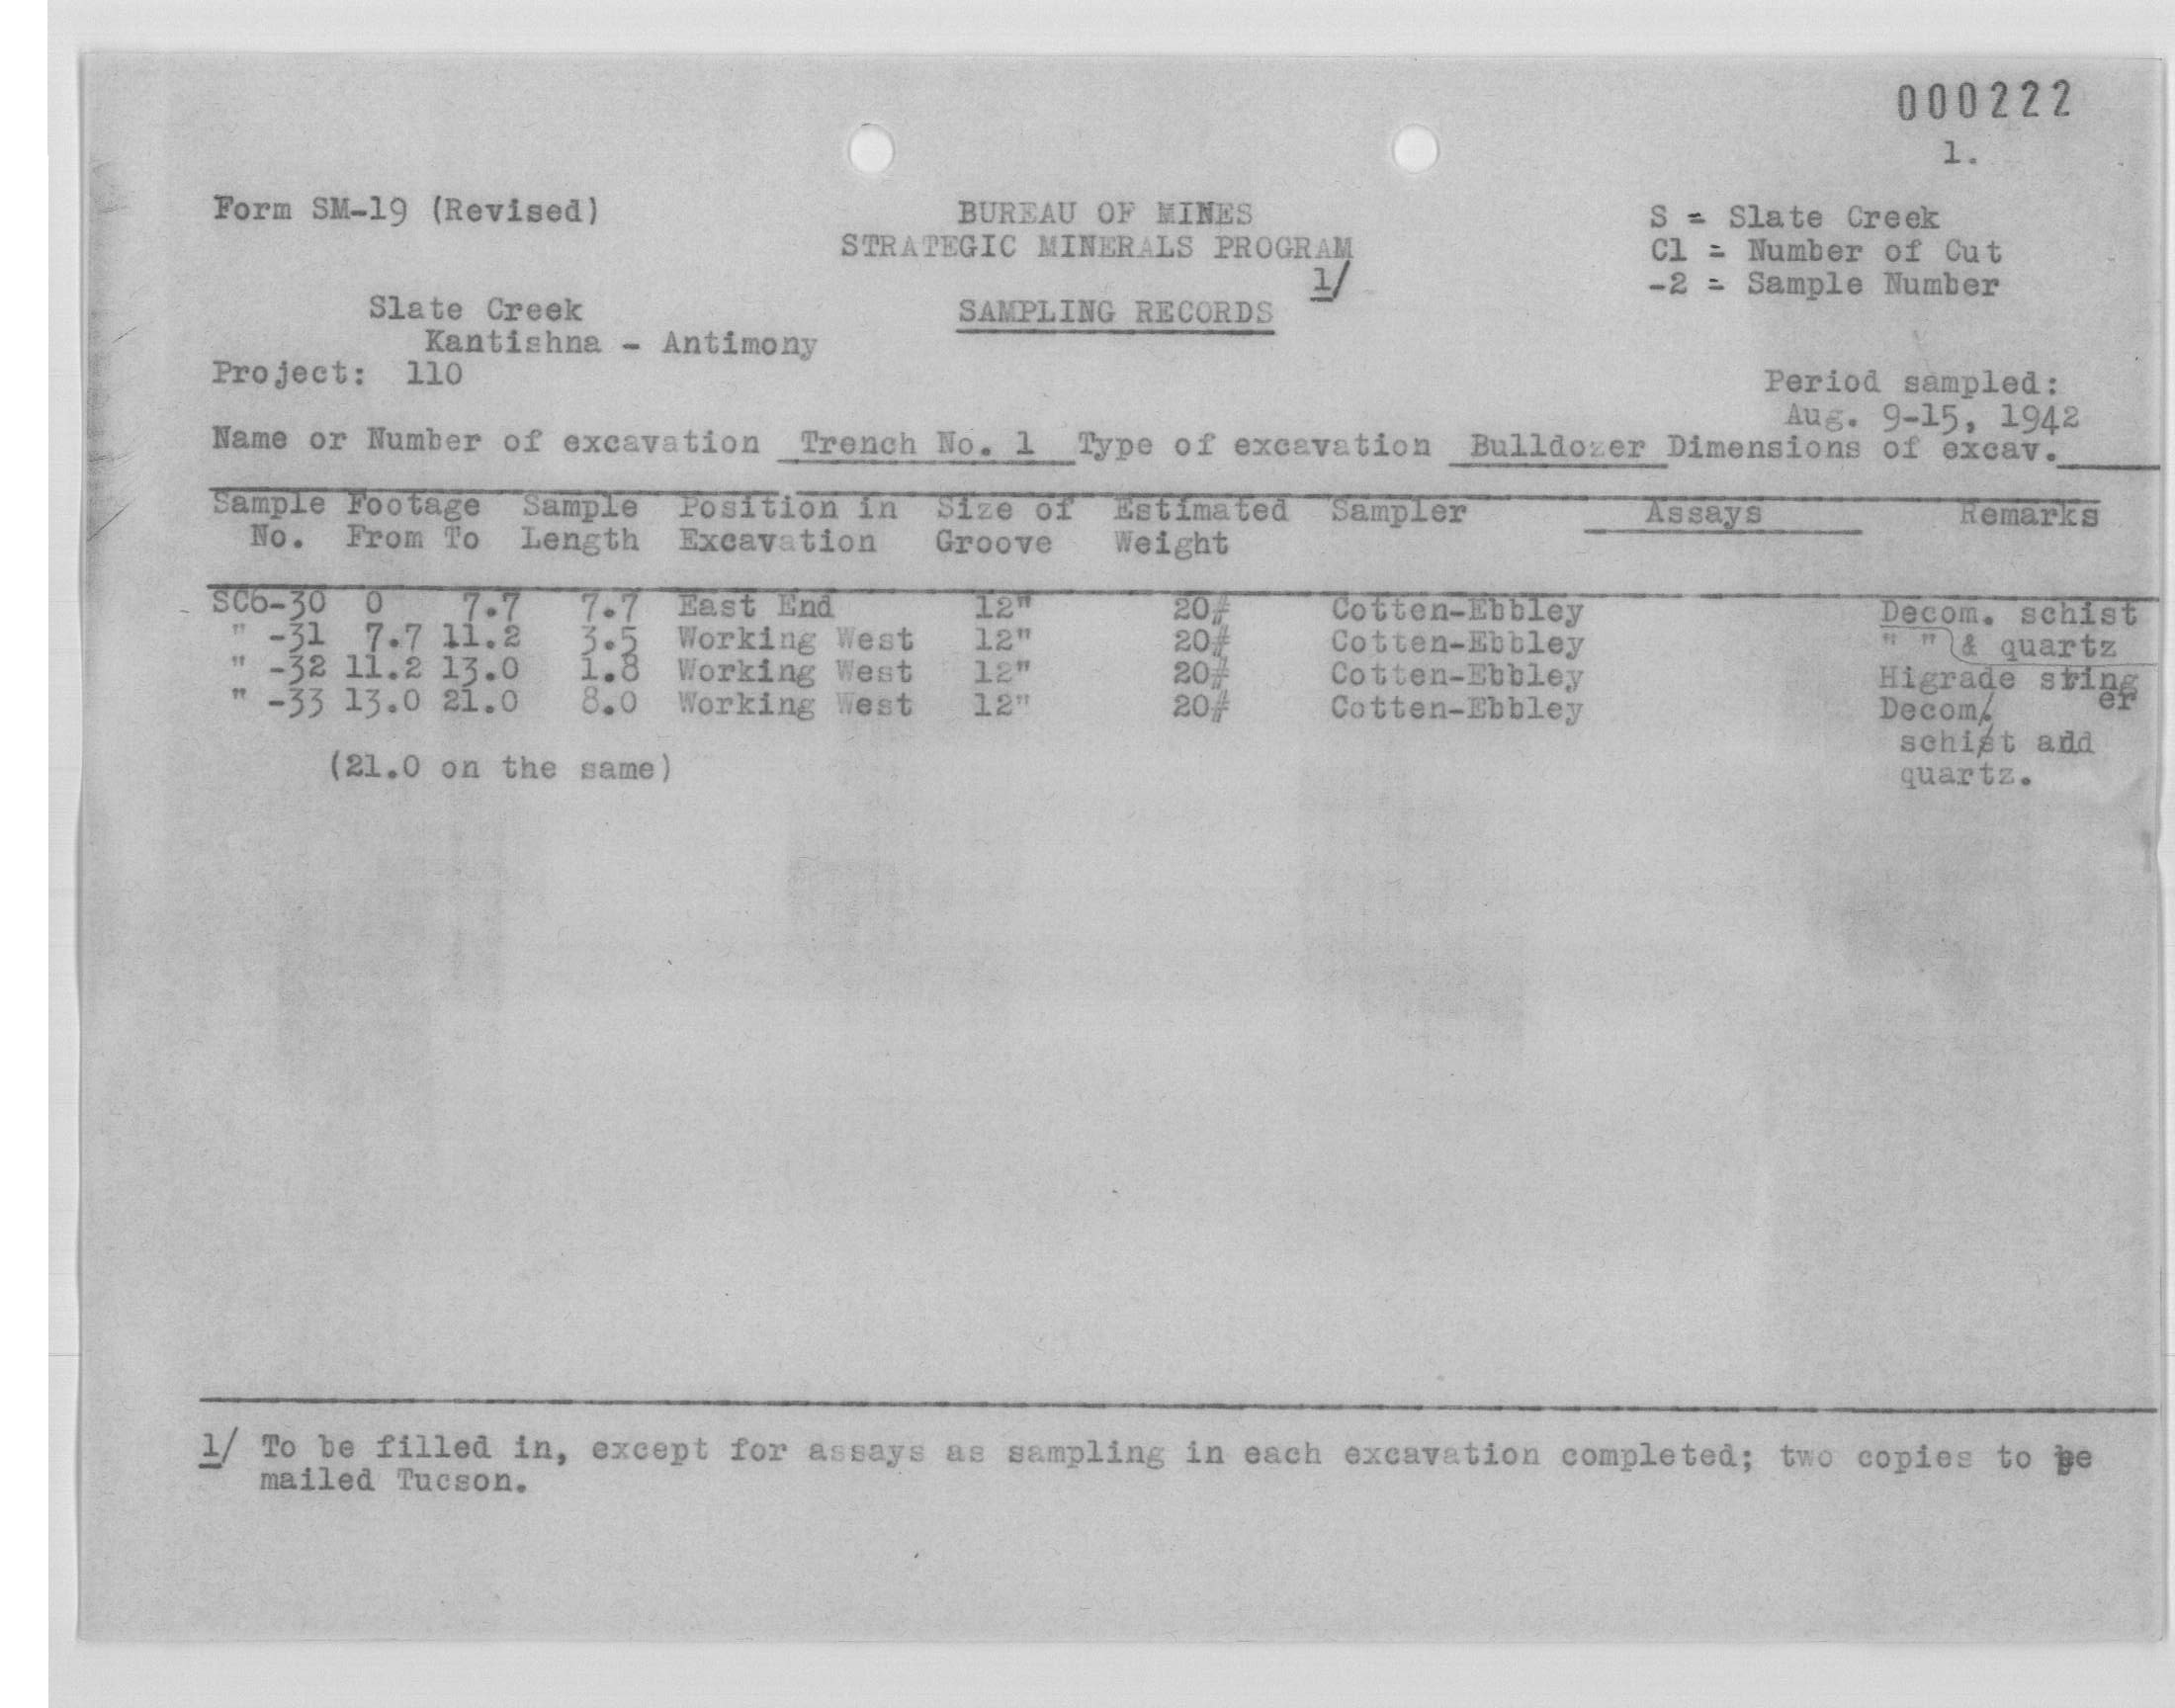 000222
1.
Form SM-19 (Revised)
BUREAU OF MINES
STRATEGIC MINERALS PROGRAM
1/
SAMPLING RECORDS
S = Slate Creek
C1 = Number of Cut
-2 = Sample Number
Slate Creek
Kantishna - Antimony
Project: 110
Period sampled:
Aug. 9-15, 1942
Name or Number of excavation Trench No. 1 Type of excavation Bulldozer Dimensions of excav.
Sample Footage Sample Position in Size of Estimated Sampler Assays Remarks
No. From To Length Excavation Groove Weight
SC6-30 0 7.7 7.7 East End 12" 20# Cotten-Ebbley Decom. schist
" -31 7.7 11.2 3.5 Working West 12" 20# Cotten-Ebbley " " & quartz
" -32 11.2 13.0 1.8 Working West 12" 20# Cotten-Ebbley Higrade string
er
" -33 13.0 21.0 8.0 Working West 12" 20# Cotten-Ebbley Decom.
schist and
(21.0 on the same) quartz.
1/ To be filled in, except for assays as sampling in each excavation completed; two copies to be
mailed Tucson.